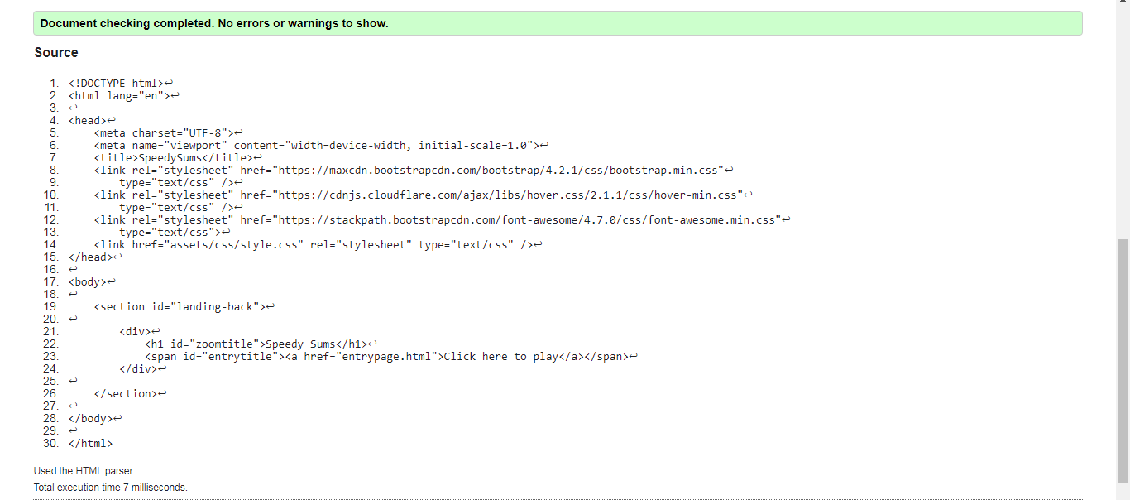 Document checking completed. No errors or warnings to show.
Source
1. <!DOCTYPE html>↩
2. <html lang="en">↩
3. ↩
4. <head>↩
5. <meta charset="UTF-8">↩
6. <meta name="viewport" content="width=device-width, initial-scale=1.0">↩
7. <title>SpeedySums</title>↩
8. <link rel="stylesheet" href="https://maxcdn.bootstrapcdn.com/bootstrap/4.2.1/css/bootstrap.min.css"↩
9. type="text/css" />↩
10. <link rel="stylesheet" href="https://cdnjs.cloudflare.com/ajax/libs/hover.css/2.1.1/css/hover-min.css"↩
11. type="text/css" />↩
12. <link rel="stylesheet" href="https://stackpath.bootstrapcdn.com/font-awesome/4.7.0/css/font-awesome.min.css"↩
13. type="text/css">↩
14. <link href="assets/css/style.css" rel="stylesheet" type="text/css" />↩
15. </head>↩
16. ↩
17. <body>↩
18. ↩
19. <section id="landing-back">↩
20. ↩
21. <div>↩
22. <h1 id="zoomtitle">Speedy Sums</h1>↩
23. <span id="entrytitle"><a href="entrypage.html">Click here to play</a></span>↩
24. </div>↩
25. ↩
26. </section>↩
27. ↩
28. </body>↩
29. ↩
30. </html>
Used the HTML parser.
Total execution time 7 milliseconds.